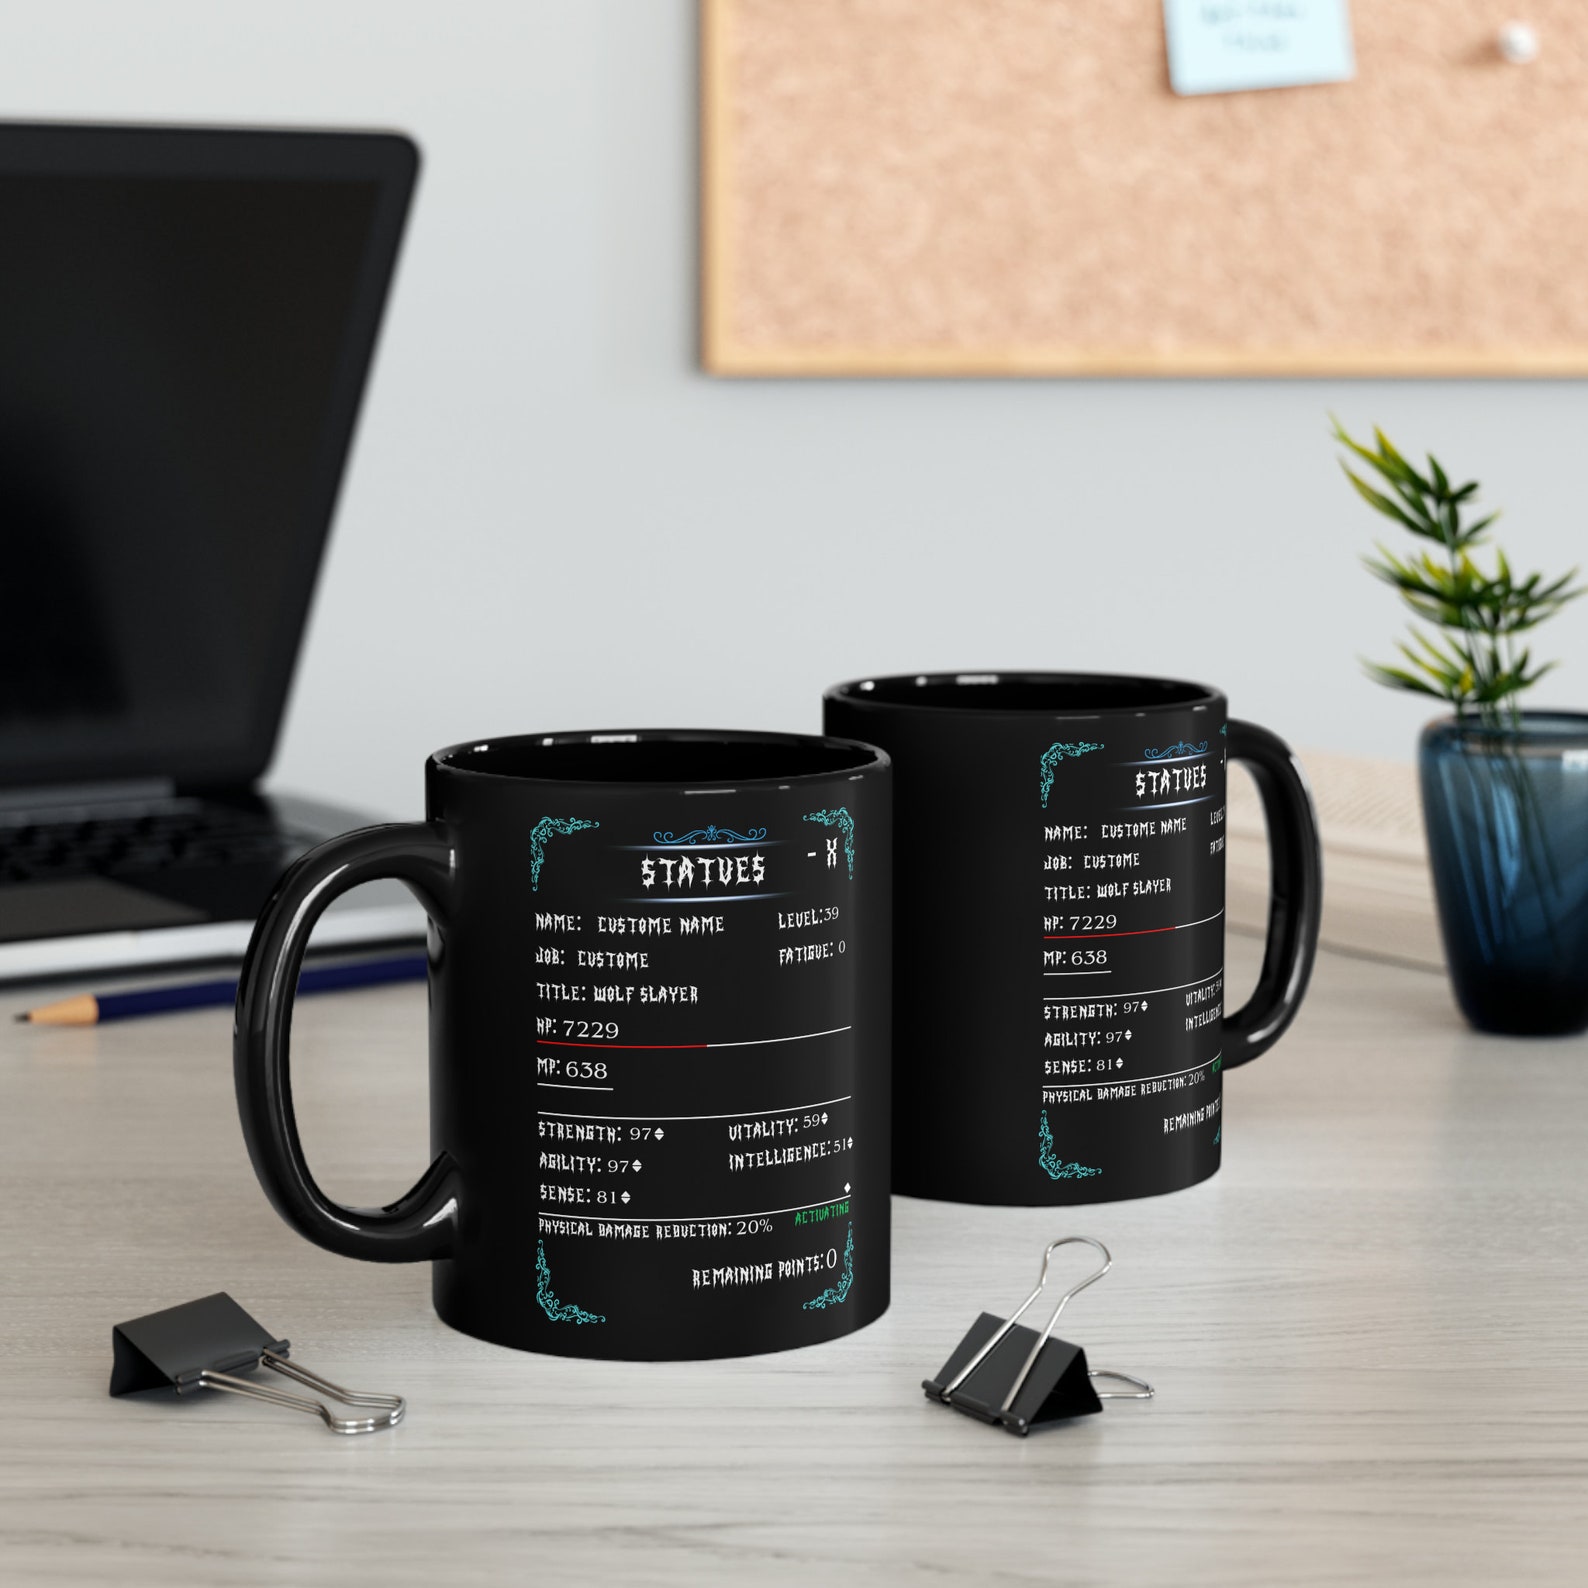 STATUES - X
NAME: CUSTOME NAME LEVEL:39
JOB: CUSTOME FATIGUE: 0
TITLE: WOLF SLAYER
HP: 7229
MP: 638
STRENGTH: 97 VITALITY: 59
AGILITY: 97 INTELLIGENCE: 51
SENSE: 81
PHYSICAL DAMAGE REDUCTION: 20% ACTIVATING
REMAINING POINTS:0
STATUES -
NAME: CUSTOME NAME
JOB: CUSTOME
TITLE: WOLF SLAYER
HP: 7229
MP: 638
STRENGTH: 97 VITALITY:
AGILITY: 97
SENSE: 81
PHYSICAL DAMAGE REDUCTION: 20%
REMAINING